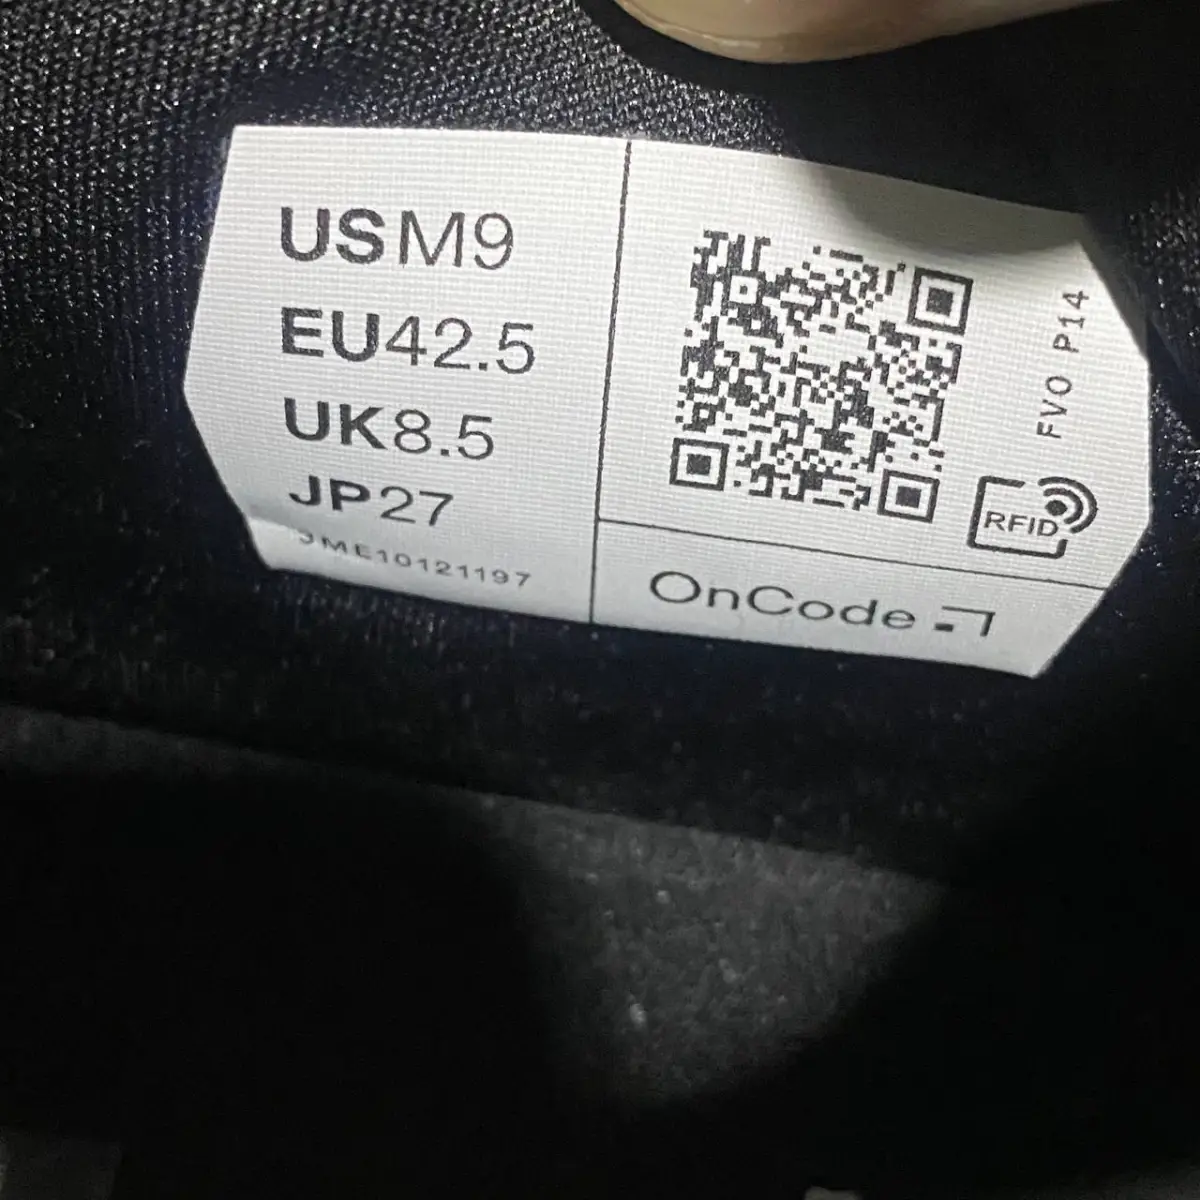 USM9
EU42.5
UK8.5
JP27
3ME10121197
FVO P14
RFID
OnCode